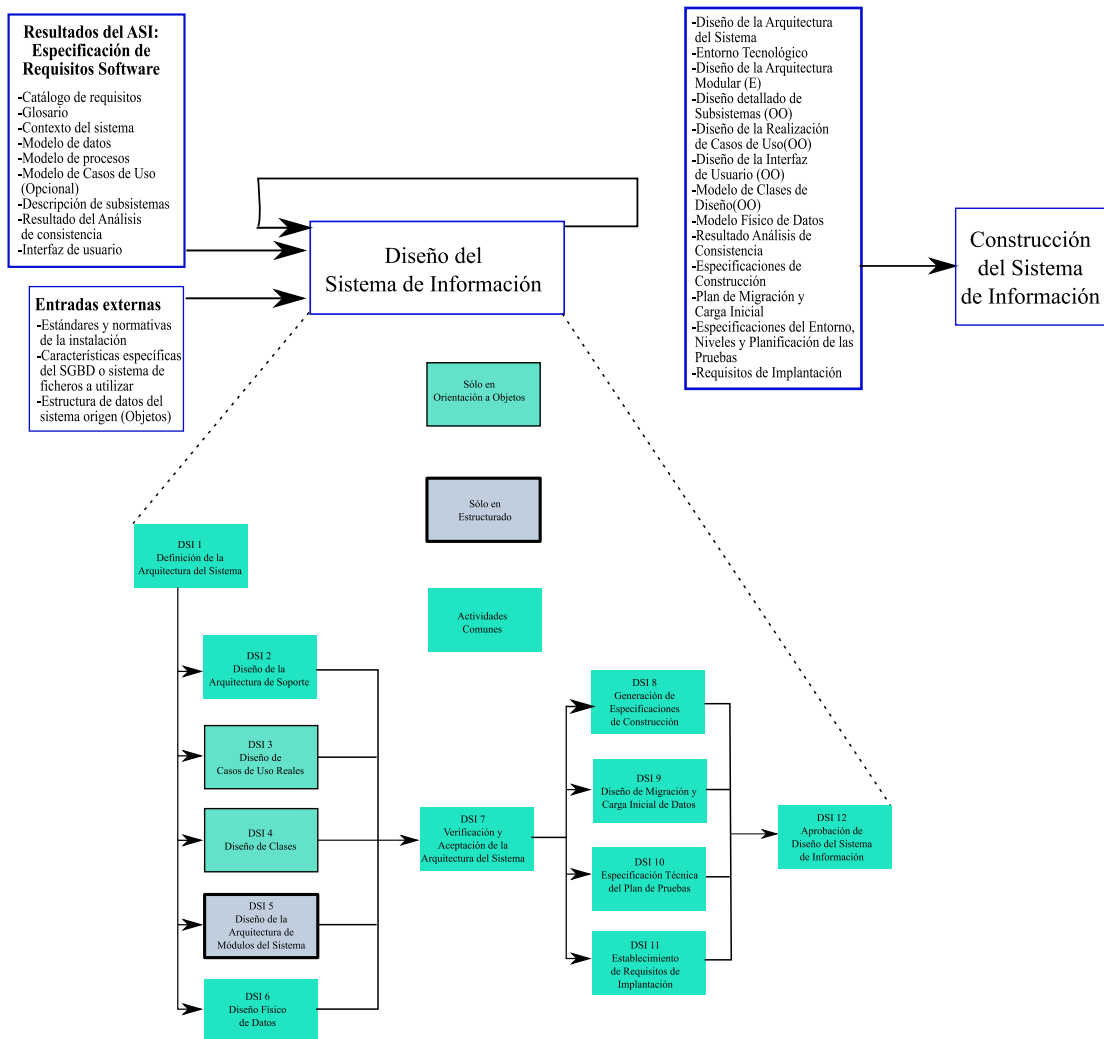 Resultados del ASI:
Especificación de
Requisitos Software
-Catálogo de requisitos
-Glosario
-Contexto del sistema
-Modelo de datos
-Modelo de procesos
-Modelo de Casos de Uso
(Opcional)
-Descripción de subsistemas
-Resultado del Análisis
de consistencia
-Interfaz de usuario
Entradas externas
-Estándares y normativas
de la instalación
-Características específicas
del SGBD o sistema de
ficheros a utilizar
-Estructura de datos del
sistema origen (Objetos)
Diseño del
Sistema de Información
-Diseño de la Arquitectura
del Sistema
-Entorno Tecnológico
-Diseño de la Arquitectura
Modular (E)
-Diseño detallado de
Subsistemas (OO)
-Diseño de la Realización
de Casos de Uso(OO)
-Diseño de la Interfaz
de Usuario (OO)
-Modelo de Clases de
Diseño(OO)
-Modelo Físico de Datos
-Resultado Análisis de
Consistencia
-Especificaciones de
Construcción
-Plan de Migración y
Carga Inicial
-Especificaciones del Entorno,
Niveles y Planificación de las
Pruebas
-Requisitos de Implantación
Construcción
del Sistema
de Información
Sólo en
Orientación a Objetos
Sólo en
Estructurado
Actividades
Comunes
DSI 1
Definición de la
Arquitectura del Sistema
DSI 2
Diseño de la
Arquitectura de Soporte
DSI 3
Diseño de
Casos de Uso Reales
DSI 4
Diseño de Clases
DSI 5
Diseño de la
Arquitectura de
Módulos del Sistema
DSI 6
Diseño Físico
de Datos
DSI 7
Verificación y
Aceptación de la
Arquitectura del Sistema
DSI 8
Generación de
Especificaciones
de Construcción
DSI 9
Diseño de Migración y
Carga Inicial de Datos
DSI 10
Especificación Técnica
del Plan de Pruebas
DSI 11
Establecimiento
de Requisitos de
Implantación
DSI 12
Aprobación de
Diseño del Sistema
de Información